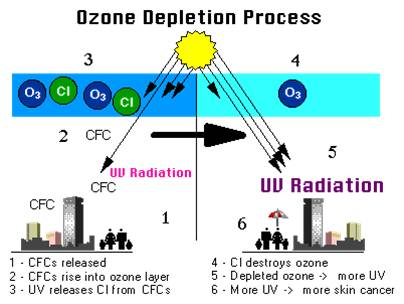 Ozone Depletion Process
3
4
O3 Cl O3 Cl
O3
2 CFC
5
CFC
UV Radiation
UV Radiation
1
6
1 - CFCs released
2 - CFCs rise into ozone layer
3 - UV releases Cl from CFCs
4 - Cl destroys ozone
5 - Depleted ozone -> more UV
6 - More UV -> more skin cancer